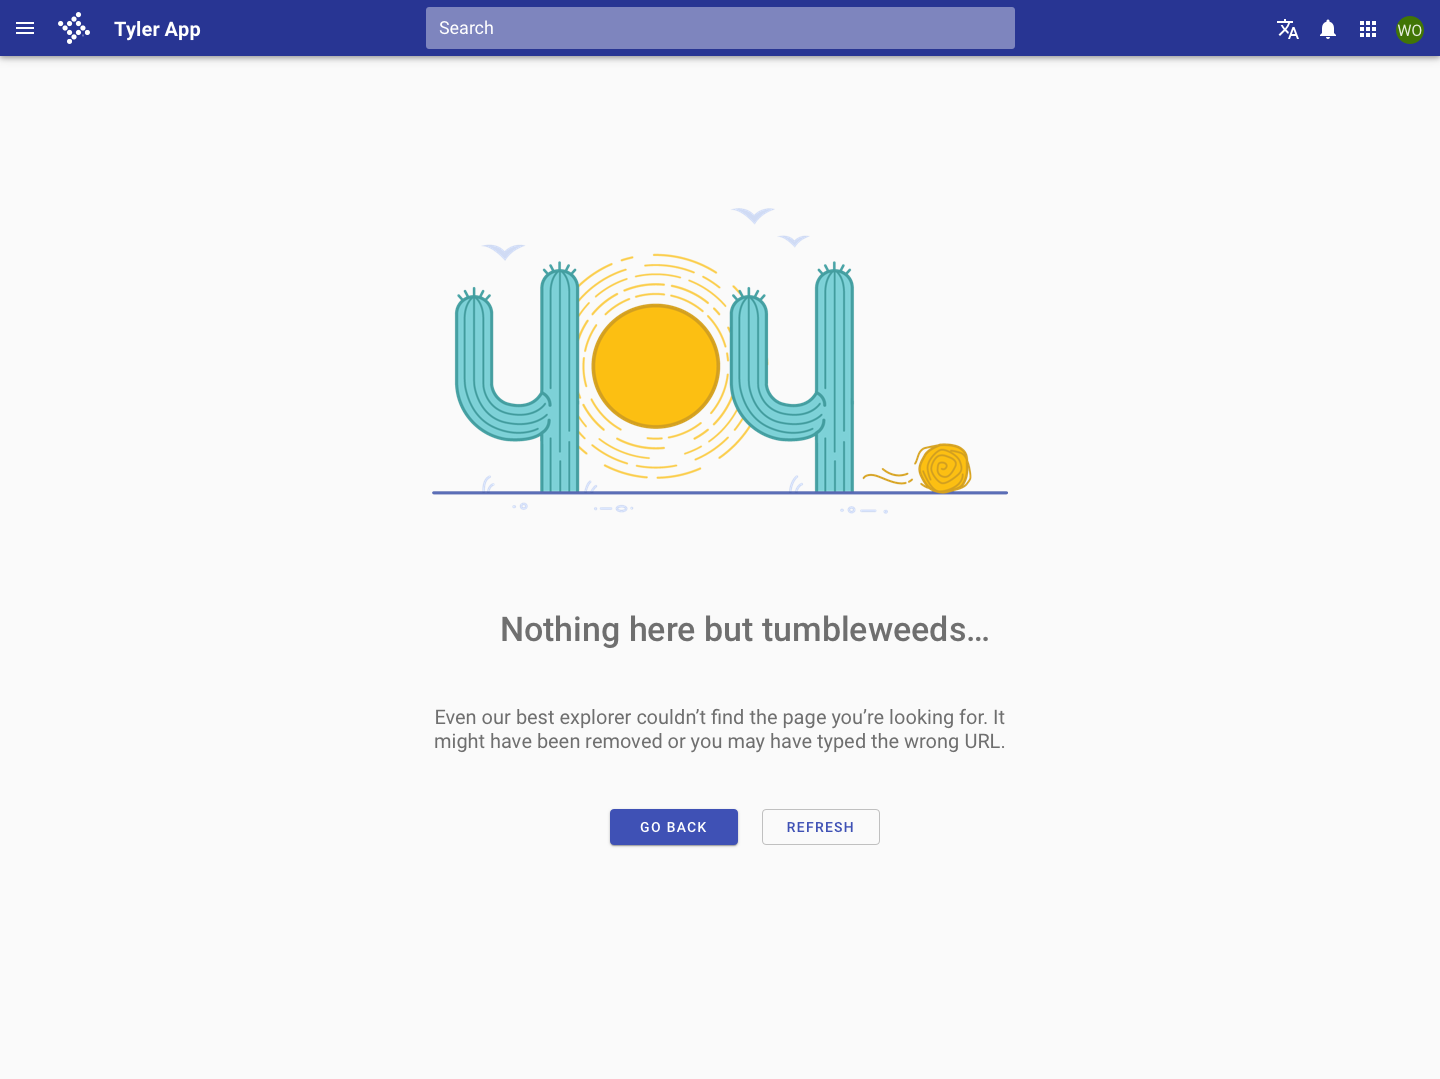 Tyler App
Search
WO
404
Nothing here but tumbleweeds…
Even our best explorer couldn’t find the page you’re looking for. It
might have been removed or you may have typed the wrong URL.
GO BACK
REFRESH